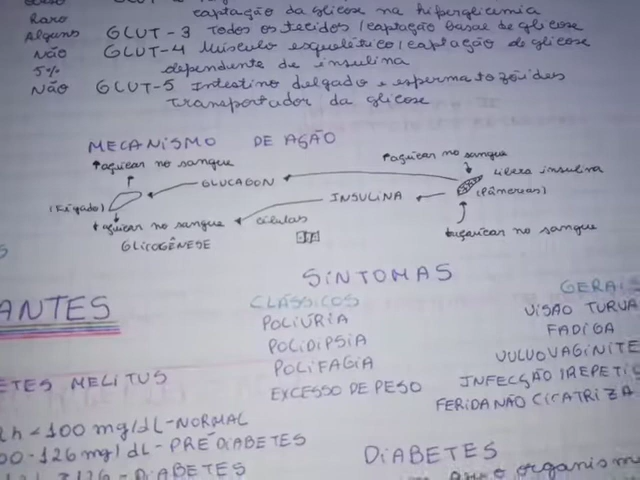 captação da glicose na hiperglicemia
Raro GLUT-3 Todos os tecidos/captação basal de glicose
Alguns
Não GLUT-4 Músculo esquelético/captação de glicose
5% dependente de insulina
Não GLUT-5 Intestino delgado e espermatozóides
transportador da glicose
MECANISMO DE AÇÃO
↑açúcar no sangue
↑açúcar no sangue
GLUCAGON
libera insulina
(Fígado)
INSULINA
(Pâncreas)
açúcar no sangue
células
açúcar no sangue
GLICOGÊNESE
SINTOMAS
CLÁSSICOS
GERAIS
ANTES
POLIÚRIA
VISÃO TURVA
POLIDIPSIA
FADIGA
POLIFAGIA
VULVOVAGINITE
ETES MELITUS
EXCESSO DE PESO
INFECÇÃO
FERIDA NÃO CICATRIZA
h < 100 mg/dL - NORMAL
00-126 mg/dL - PRÉ DIABETES
DIABETES
126 - DIABETES
organismo